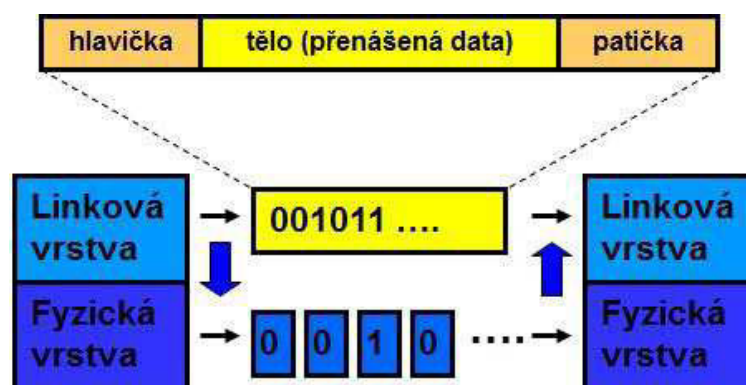 hlavička tělo (přenášená data) patička
Linková vrstva
001011 ....
Linková vrstva
Fyzická vrstva
0 0 1 0 ....
Fyzická vrstva